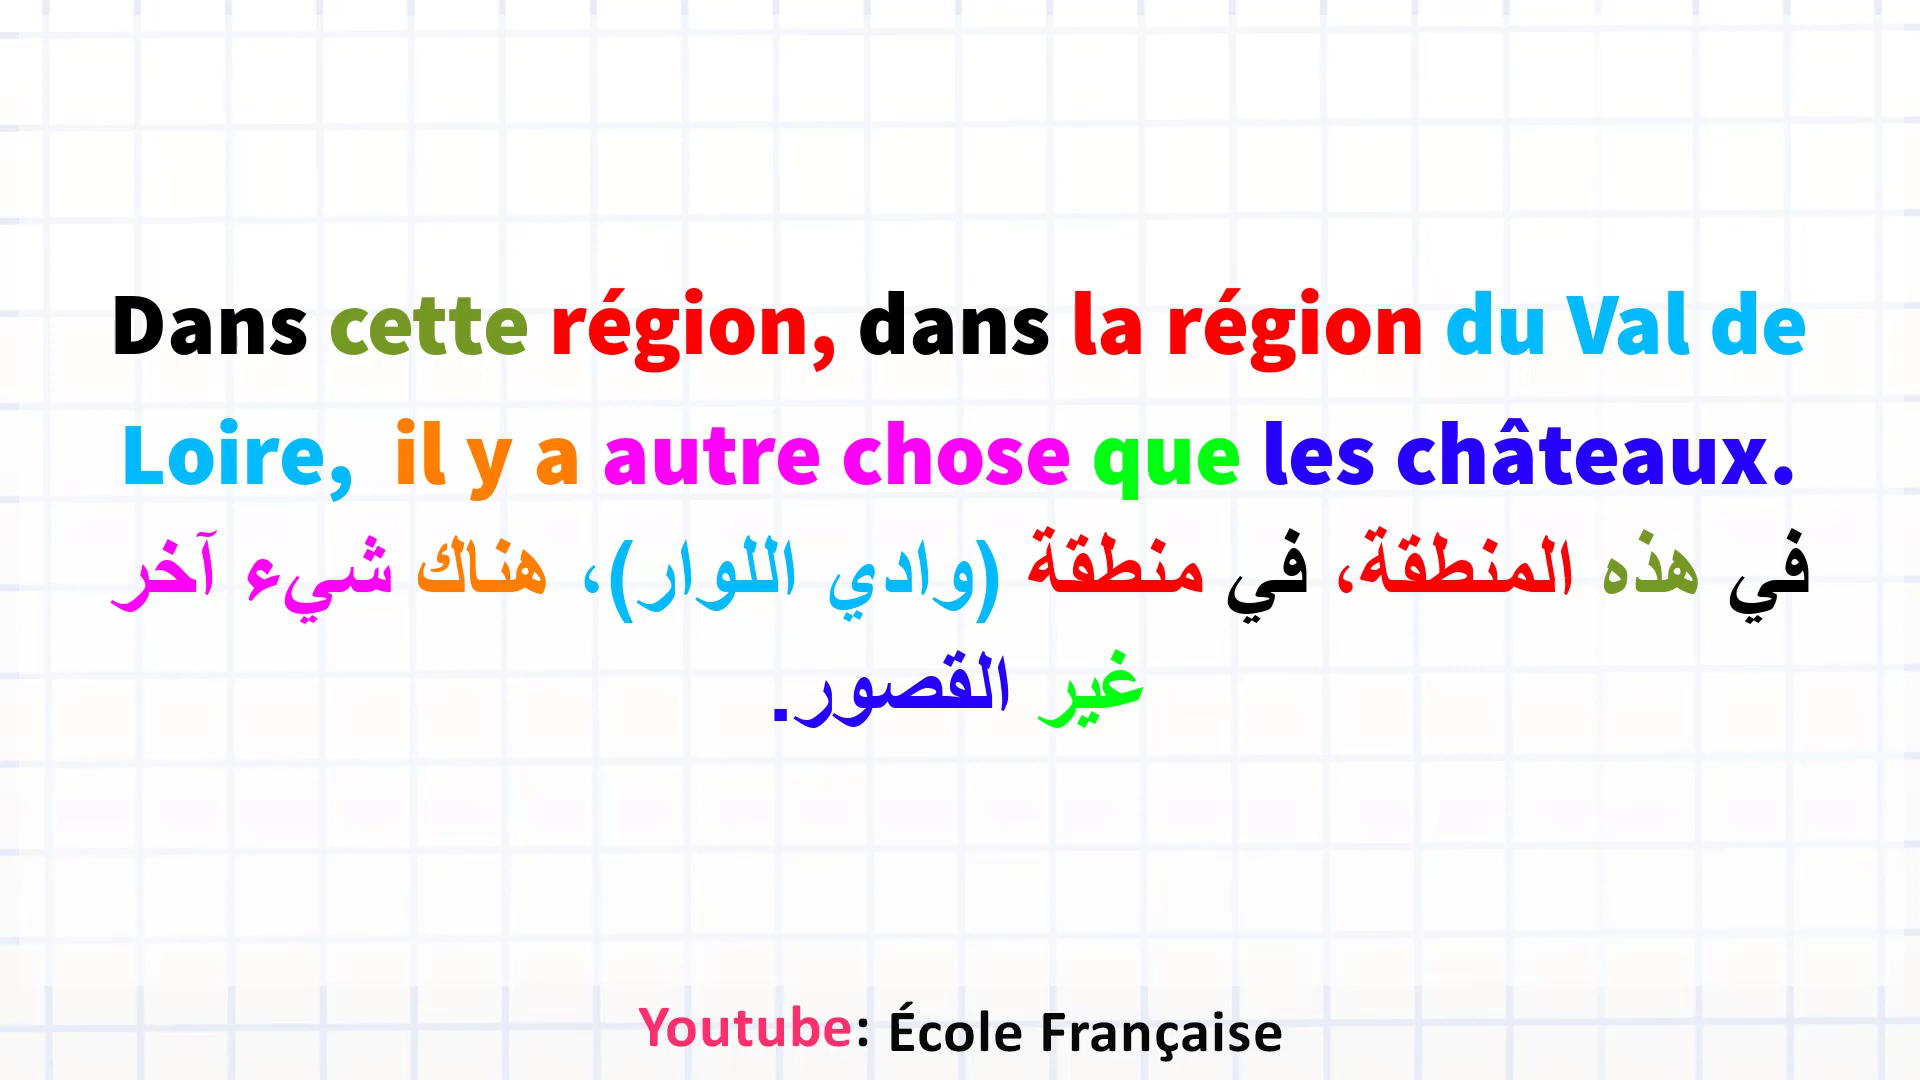 Dans cette région, dans la région du Val de
Loire, il y a autre chose que les châteaux.
في هذه المنطقة، في منطقة (وادي اللوار)، هناك شيء آخر
غير القصور.
Youtube: École Française